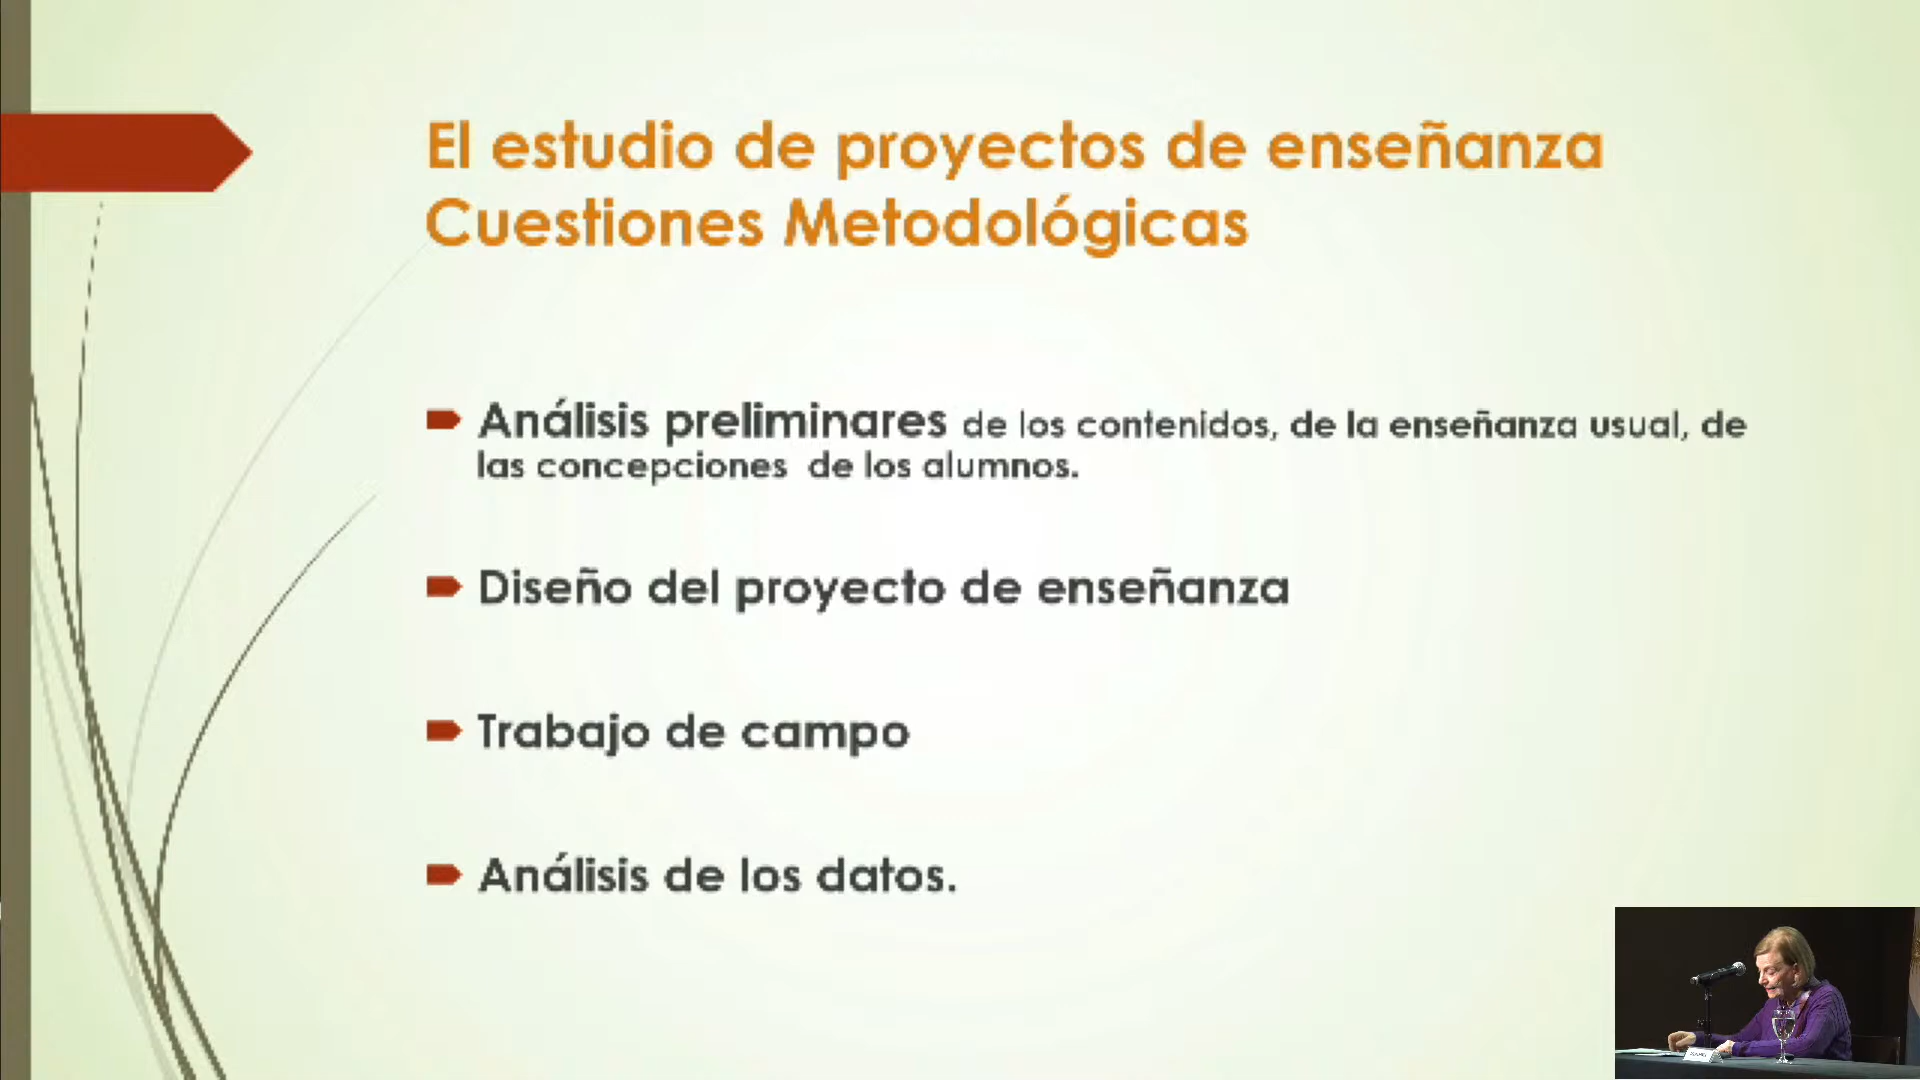 El estudio de proyectos de enseñanza
Cuestiones Metodológicas
Análisis preliminares de los contenidos, de la enseñanza usual, de
las concepciones de los alumnos.
Diseño del proyecto de enseñanza
Trabajo de campo
Análisis de los datos.